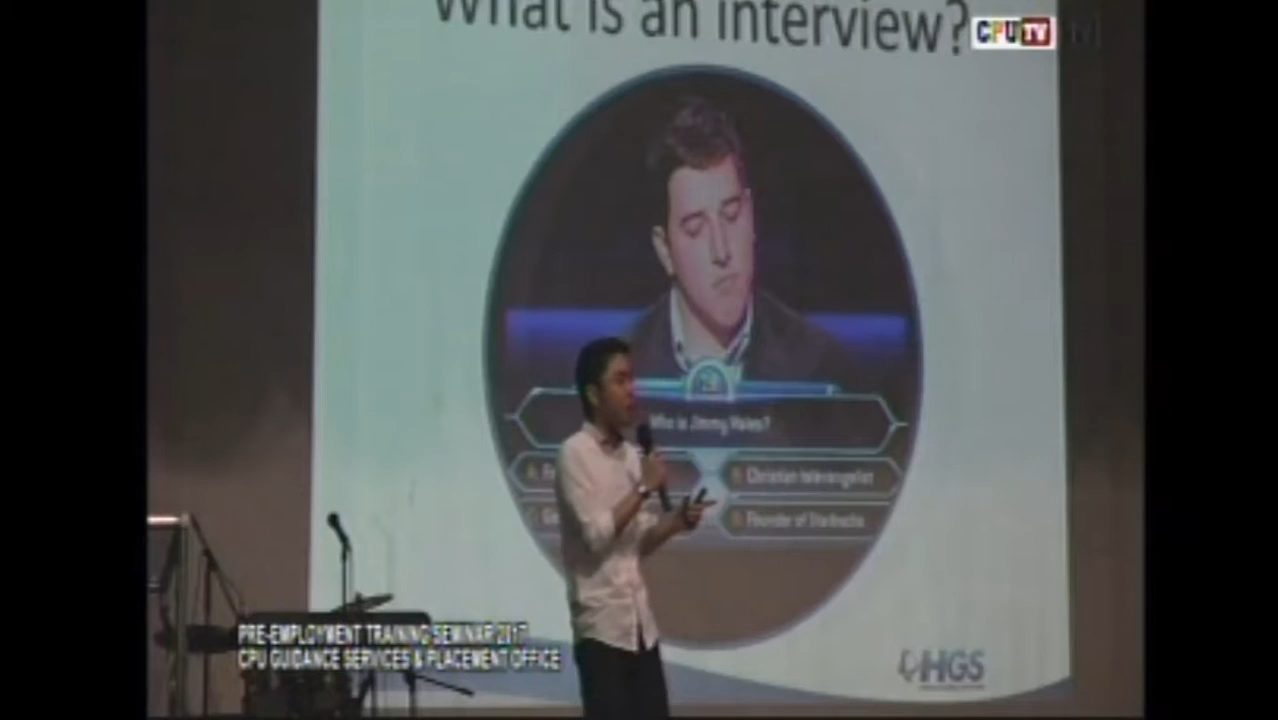 What is an interview?
CPU TV
Who is Jimmy Wales?
Christian televangelist
Founder of Starbucks
PRE-EMPLOYMENT TRAINING SEMINAR 2017
CPU GUIDANCE SERVICES & PLACEMENT OFFICE
HGS